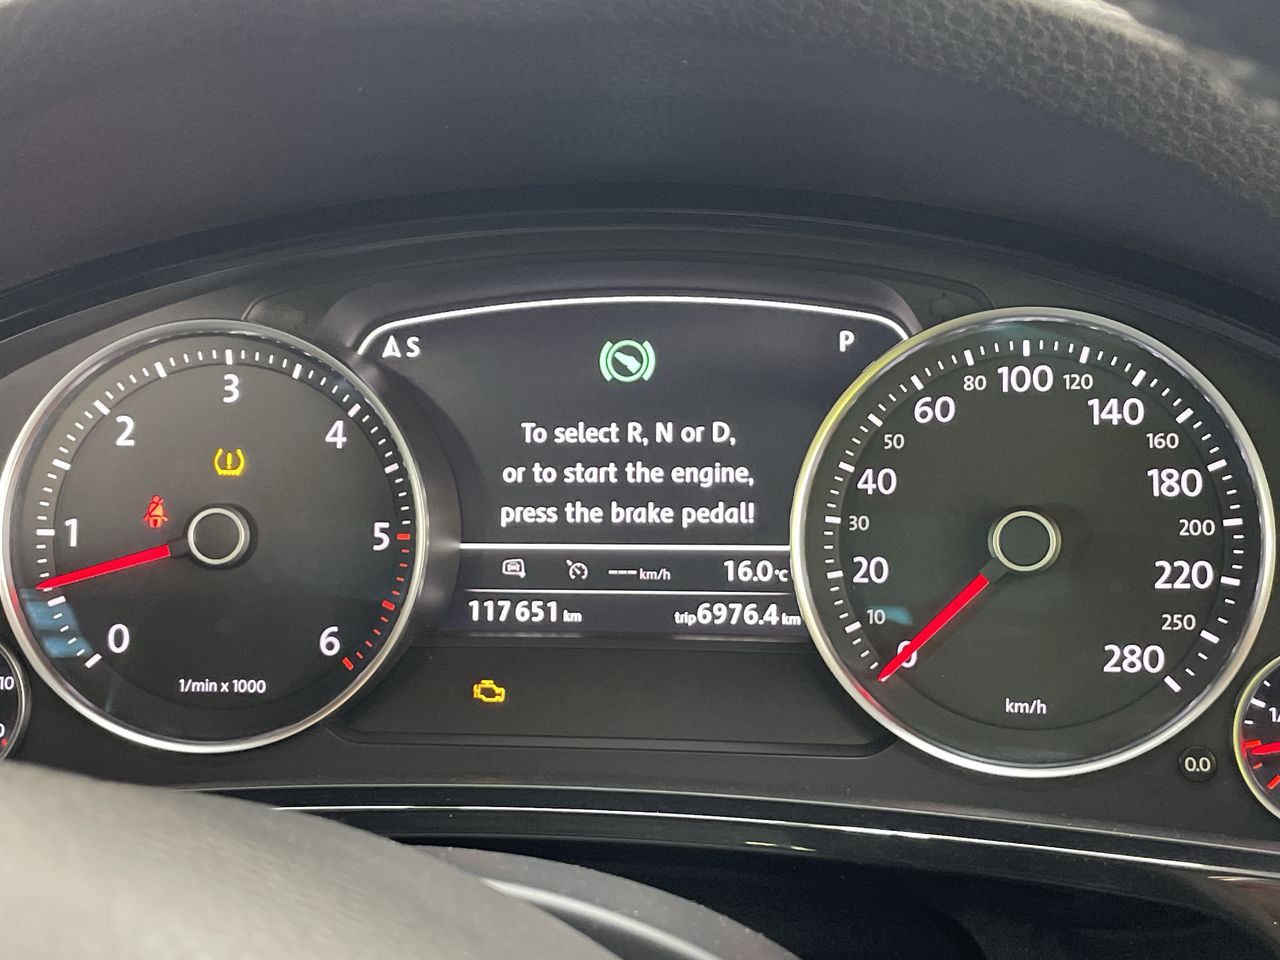 S
P
To select R, N or D,
or to start the engine,
press the brake pedal!
--- km/h
16.0°C
117651 km
trip 6976.4 km
0
1
2
3
4
5
6
1/min x 1000
0
10
20
30
40
50
60
80
100
120
140
160
180
200
220
250
280
km/h
0.0
10